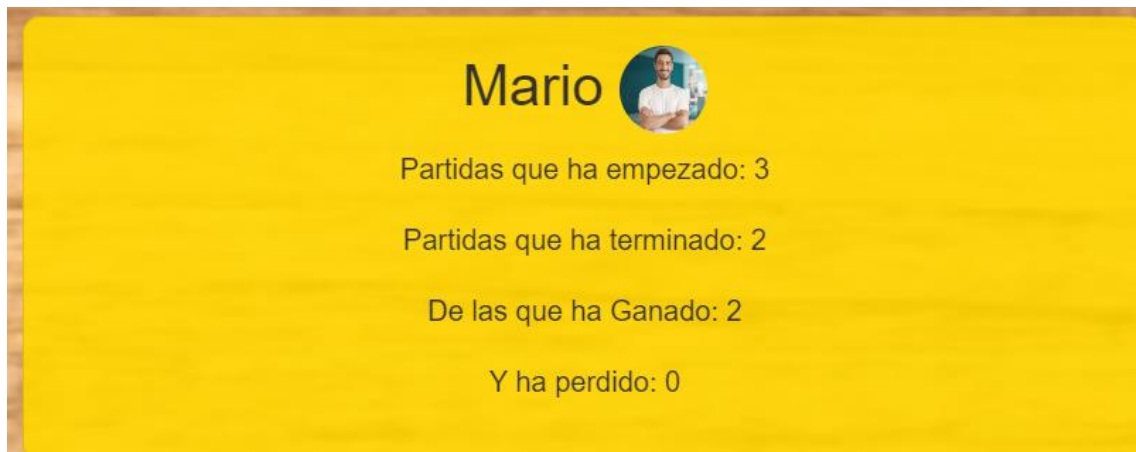 Mario
Partidas que ha empezado: 3
Partidas que ha terminado: 2
De las que ha Ganado: 2
Y ha perdido: 0